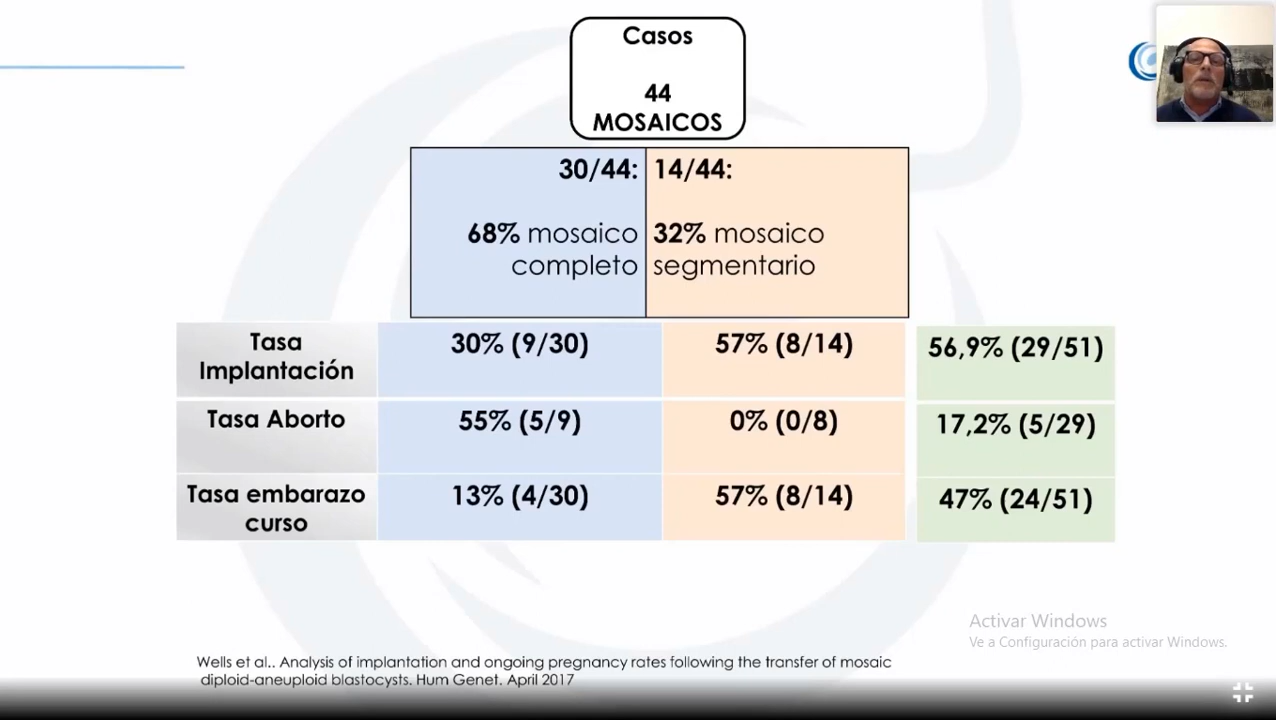 Casos
44
MOSAICOS
30/44:
68% mosaico
completo
14/44:
32% mosaico
segmentario
Tasa
Implantación
30% (9/30)
57% (8/14)
56,9% (29/51)
Tasa Aborto
55% (5/9)
0% (0/8)
17,2% (5/29)
Tasa embarazo
curso
13% (4/30)
57% (8/14)
47% (24/51)
Activar Windows
Ve a Configuración para activar Windows.
Wells et al.. Analysis of implantation and ongoing pregnancy rates following the transfer of mosaic
diploid-aneuploid blastocysts. Hum Genet. April 2017